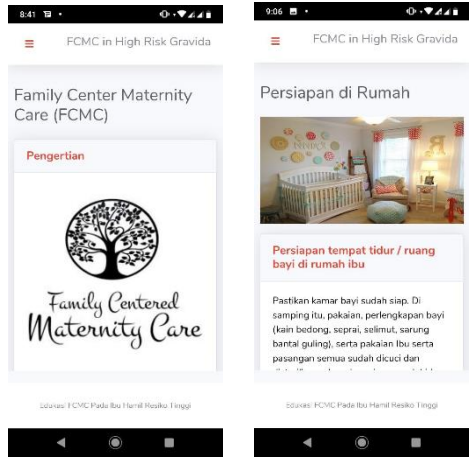 8:41
FCMC in High Risk Gravida
Family Center Maternity
Care (FCMC)
Pengertian
Family Centered
Maternity Care
Edukasi FCMC Pada Ibu Hamil Resiko Tinggi
9:06
FCMC in High Risk Gravida
Persiapan di Rumah
Persiapan tempat tidur / ruang
bayi di rumah ibu
Pastikan kamar bayi sudah siap. Di
samping itu, pakaian, perlengkapan bayi
(kain bedong, seprai, selimut, sarung
bantal guling), serta pakaian Ibu serta
pasangan semua sudah dicuci dan
Edukasi FCMC Pada Ibu Hamil Resiko Tinggi